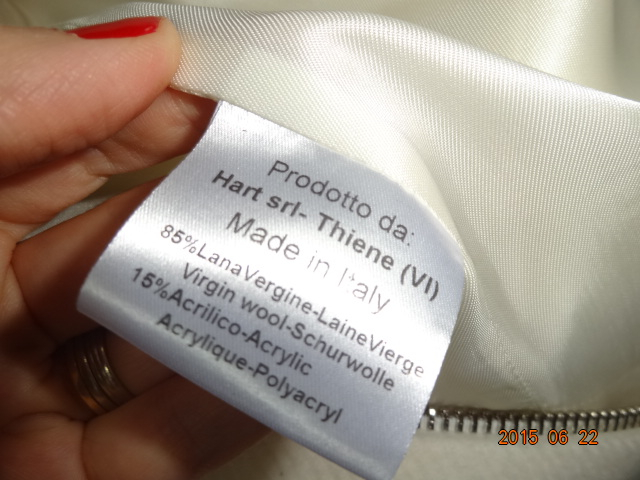 Prodotto da:
Hart srl- Thiene (VI)
Made in Italy
85%LanaVergine-LaineVierge
Virgin wool-Schurwolle
15%Acrilico-Acrylic
Acrylique-Polyacryl
2015 06 22